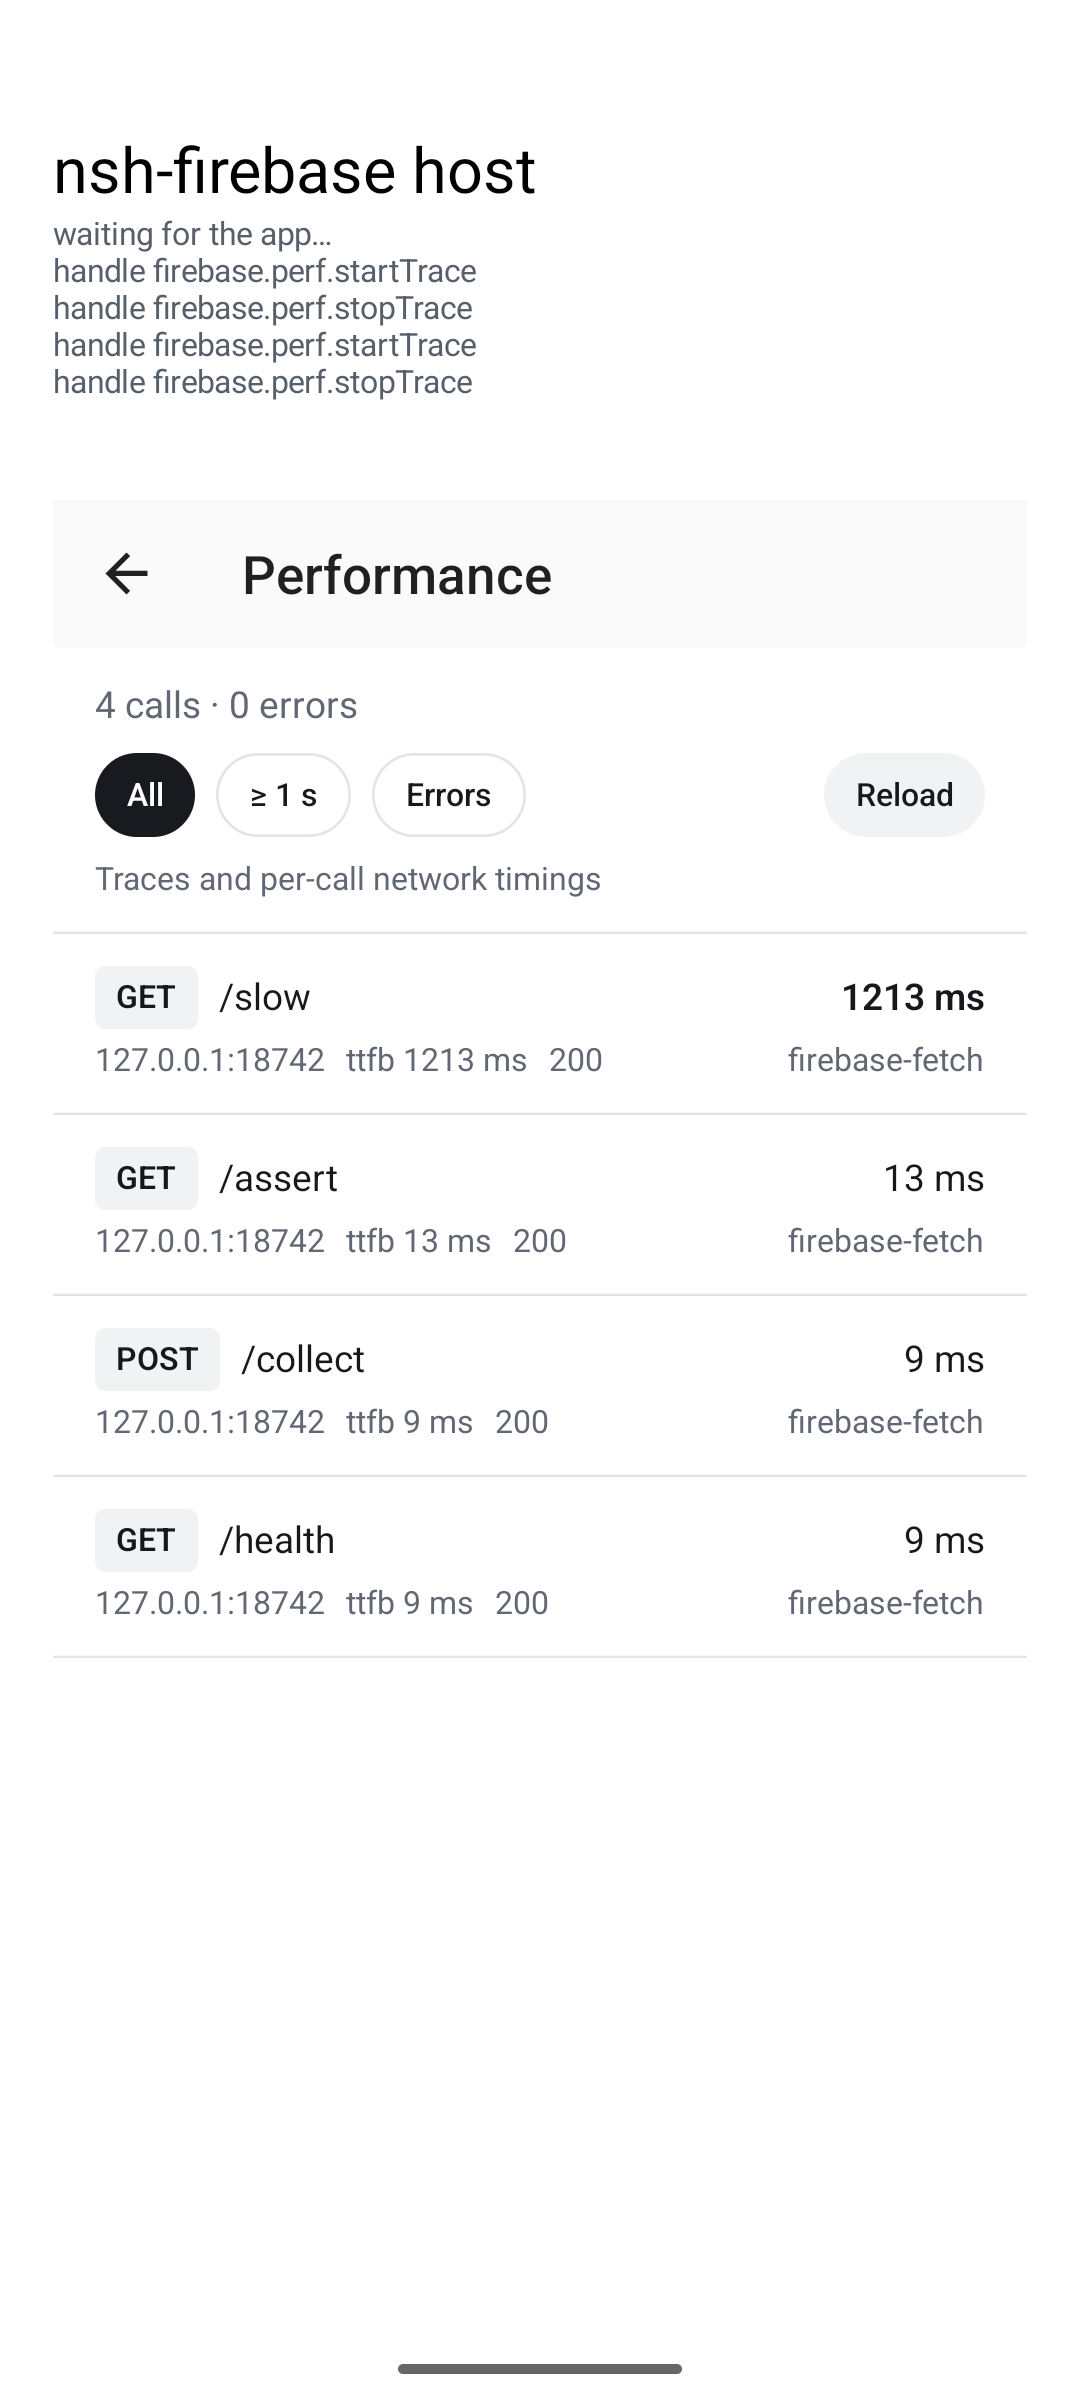 nsh-firebase host
waiting for the app…
handle firebase.perf.startTrace
handle firebase.perf.stopTrace
handle firebase.perf.startTrace
handle firebase.perf.stopTrace
Performance
4 calls · 0 errors
All ≥ 1 s Errors Reload
Traces and per-call network timings
GET /slow 1213 ms
127.0.0.1:18742 ttfb 1213 ms 200 firebase-fetch
GET /assert 13 ms
127.0.0.1:18742 ttfb 13 ms 200 firebase-fetch
POST /collect 9 ms
127.0.0.1:18742 ttfb 9 ms 200 firebase-fetch
GET /health 9 ms
127.0.0.1:18742 ttfb 9 ms 200 firebase-fetch